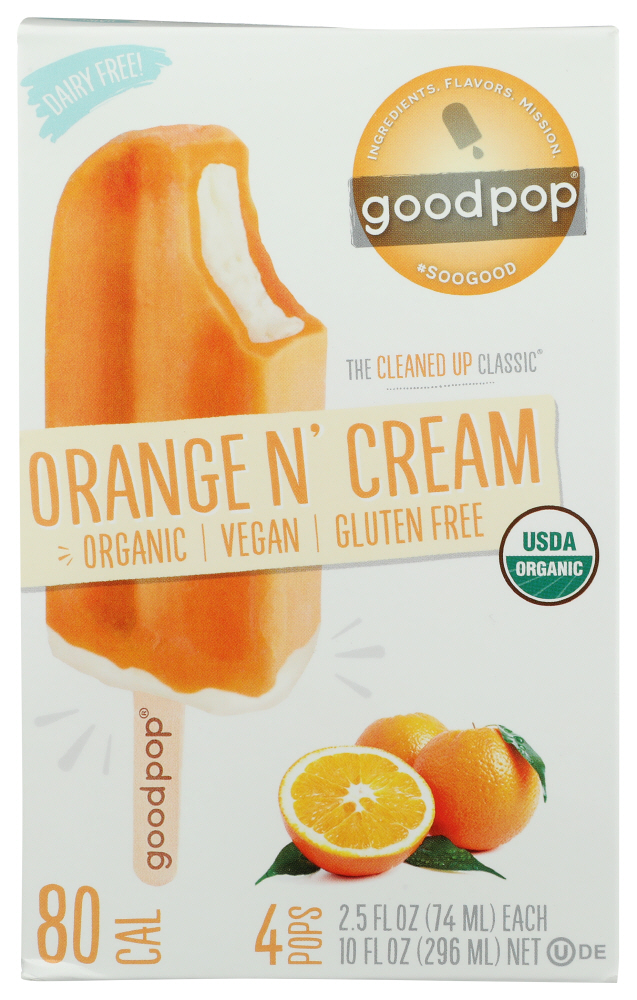 DAIRY FREE!
INGREDIENTS. FLAVORS. MISSION.
goodpop®
#SOOGOOD
THE CLEANED UP CLASSIC®
ORANGE N' CREAM
ORGANIC | VEGAN | GLUTEN FREE
USDA
ORGANIC
goodpop®
80 CAL
4 POPS
2.5 FL OZ (74 ML) EACH
10 FL OZ (296 ML) NET Ⓤ DE